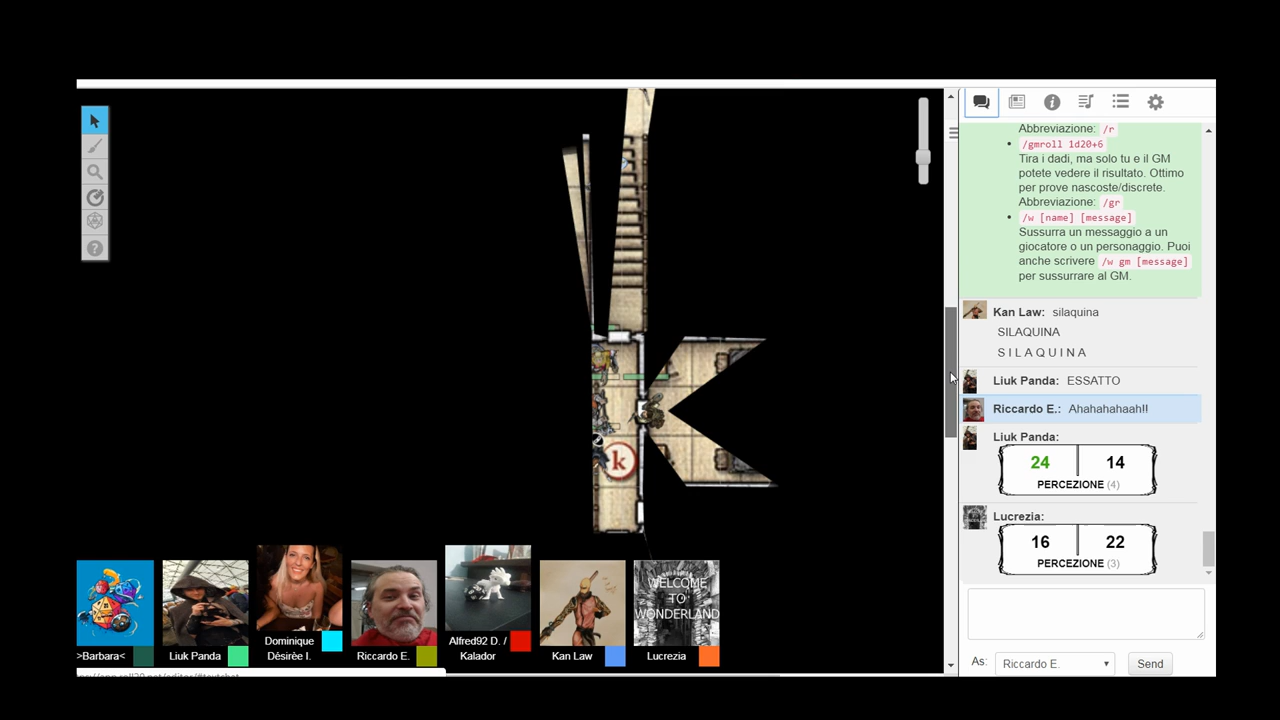 Abbreviazione: /r
/gmroll 1d20+6
Tira i dadi, ma solo tu e il GM
potete vedere il risultato. Ottimo
per prove nascoste/discrete.
Abbreviazione: /gr
/w [name] [message]
Sussurra un messaggio a un
giocatore o un personaggio. Puoi
anche scrivere /w gm [message]
per sussurrare al GM.
Kan Law: silaquina
SILAQUINA
S I L A Q U I N A
Liuk Panda: ESSATTO
Riccardo E.: Ahahahahaah!!
Liuk Panda:
24 14
PERCEZIONE (4)
Lucrezia:
16 22
PERCEZIONE (3)
As: Riccardo E. Send
k
WELCOME
TO
WONDERLAND
>Barbara<
Liuk Panda
Dominique
Désirèe I.
Riccardo E.
Alfred92 D. /
Kalador
Kan Law
Lucrezia